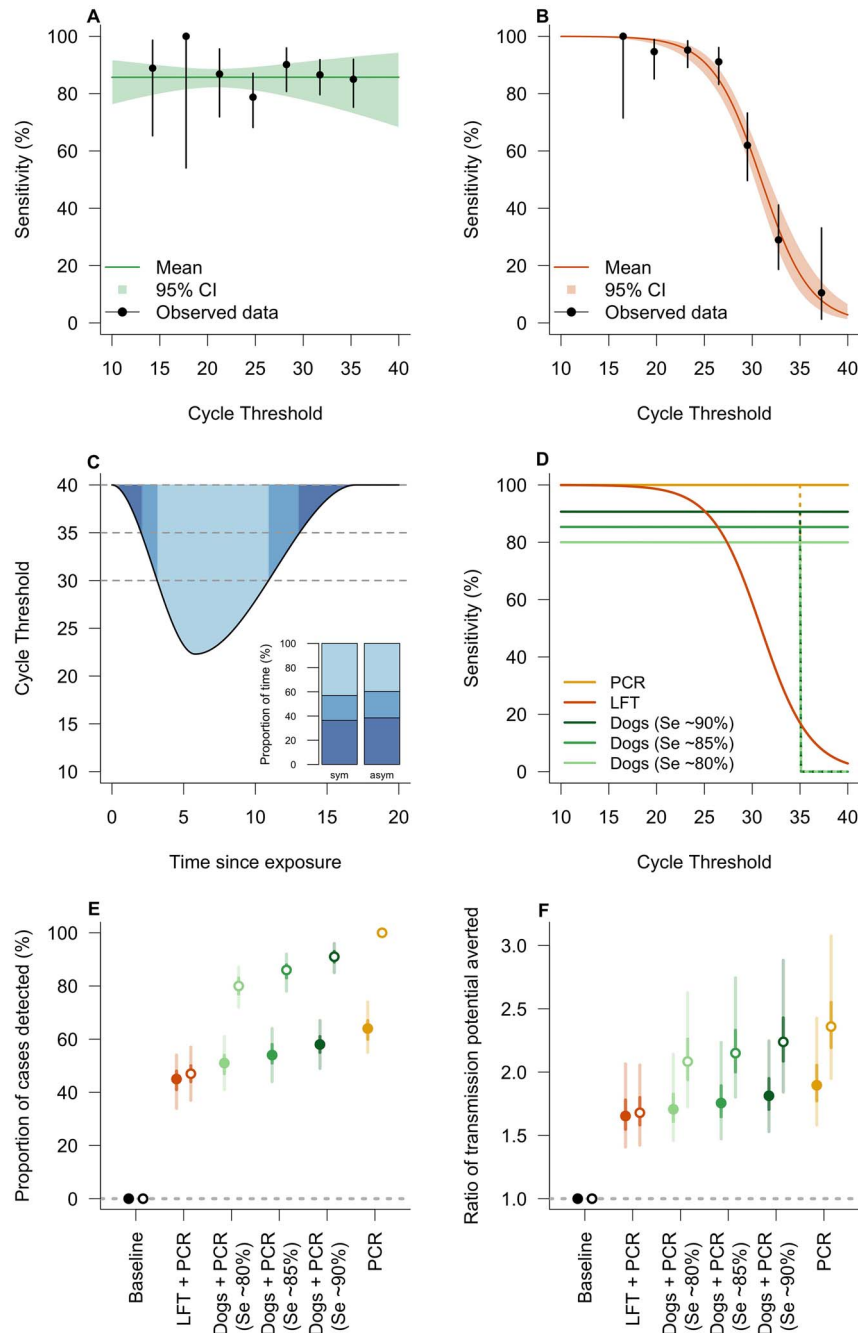 A
Sensitivity (%)
100
80
60
40
20
0
Mean
95% CI
Observed data
10 15 20 25 30 35 40
Cycle Threshold
B
Sensitivity (%)
100
80
60
40
20
0
Mean
95% CI
Observed data
10 15 20 25 30 35 40
Cycle Threshold
C
Cycle Threshold
40
35
30
25
20
15
10
Proportion of time (%)
100
80
60
40
20
0
sym asym
0 5 10 15 20
Time since exposure
D
Sensitivity (%)
100
80
60
40
20
0
PCR
LFT
Dogs (Se ~90%)
Dogs (Se ~85%)
Dogs (Se ~80%)
10 15 20 25 30 35 40
Cycle Threshold
E
Proportion of cases detected (%)
100
80
60
40
20
0
Baseline
LFT + PCR
Dogs + PCR
(Se ~80%)
Dogs + PCR
(Se ~85%)
Dogs + PCR
(Se ~90%)
PCR
F
Ratio of transmission potential averted
3.0
2.5
2.0
1.5
1.0
Baseline
LFT + PCR
Dogs + PCR
(Se ~80%)
Dogs + PCR
(Se ~85%)
Dogs + PCR
(Se ~90%)
PCR